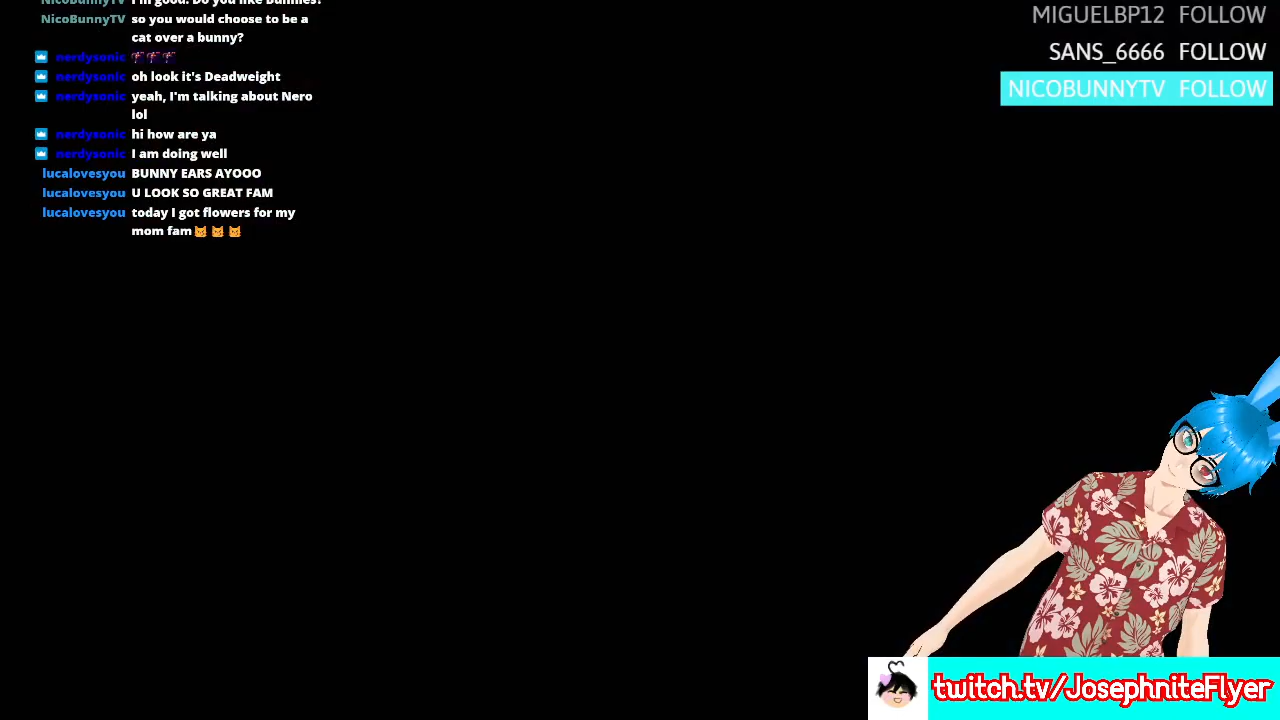 NicoBunnyTV I'm good. Do you like Bunnies?
NicoBunnyTV so you would choose to be a
cat over a bunny?
nerdysonic
nerdysonic oh look it's Deadweight
nerdysonic yeah, I'm talking about Nero
lol
nerdysonic hi how are ya
nerdysonic I am doing well
lucalovesyou BUNNY EARS AYOOO
lucalovesyou U LOOK SO GREAT FAM
lucalovesyou today I got flowers for my
mom fam
MIGUELBP12 FOLLOW
SANS_6666 FOLLOW
NICOBUNNYTV FOLLOW
twitch.tv/JosephniteFlyer